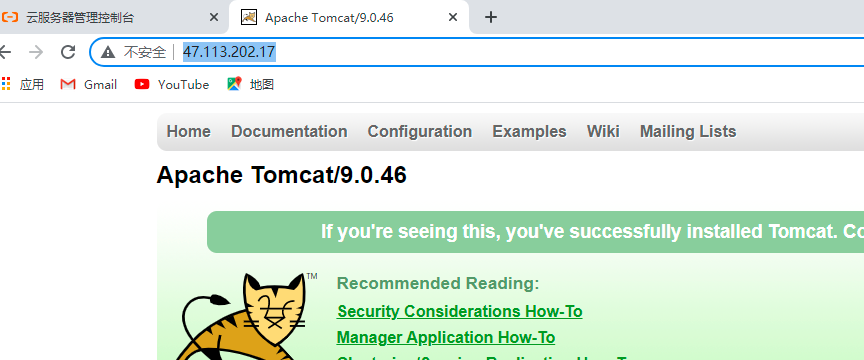 云服务器管理控制台
Apache Tomcat/9.0.46
不安全 47.113.202.17
应用 Gmail YouTube 地图
Home Documentation Configuration Examples Wiki Mailing Lists
Apache Tomcat/9.0.46
If you're seeing this, you've successfully installed Tomcat. Co
TM
Recommended Reading:
Security Considerations How-To
Manager Application How-To